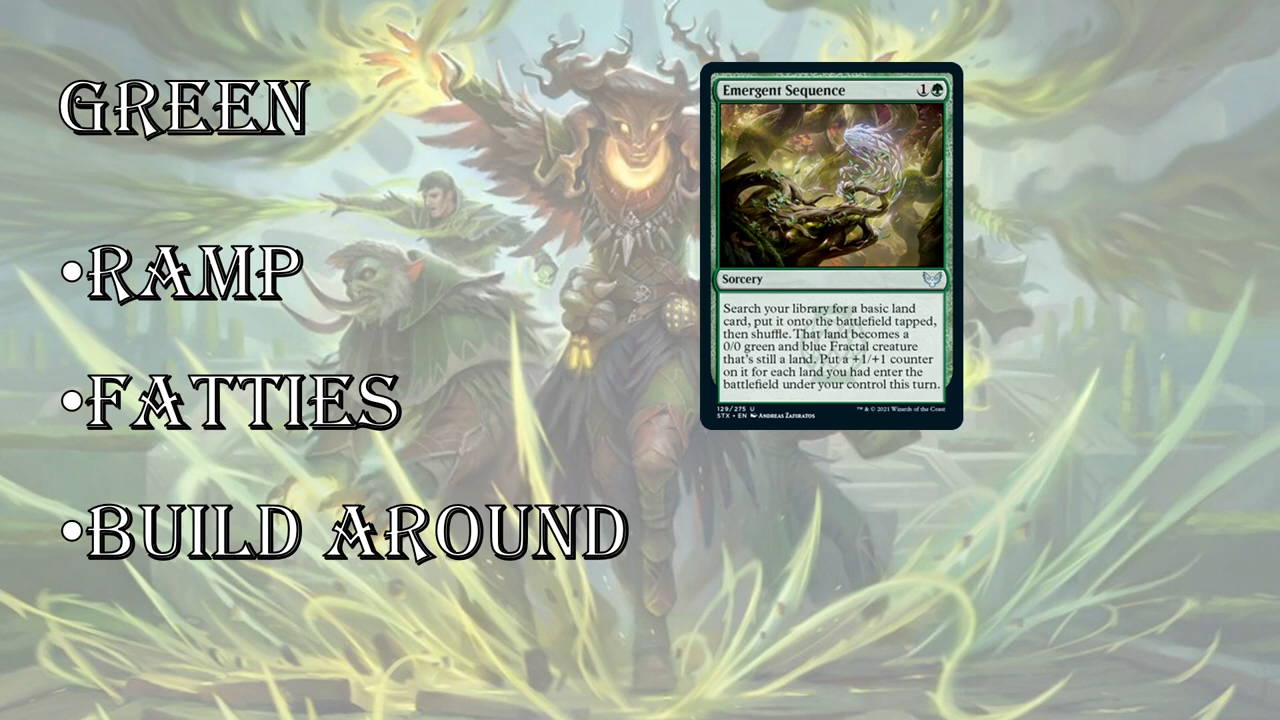 GREEN
•RAMP
•FATTIES
•BUILD AROUND
Emergent Sequence 1
Sorcery
Search your library for a basic land
card, put it onto the battlefield tapped,
then shuffle. That land becomes a
0/0 green and blue Fractal creature
that's still a land. Put a +1/+1 counter
on it for each land you had enter the
battlefield under your control this turn.
129/275 U
STX • EN Andreas Zafiratos
™ & © 2021 Wizards of the Coast